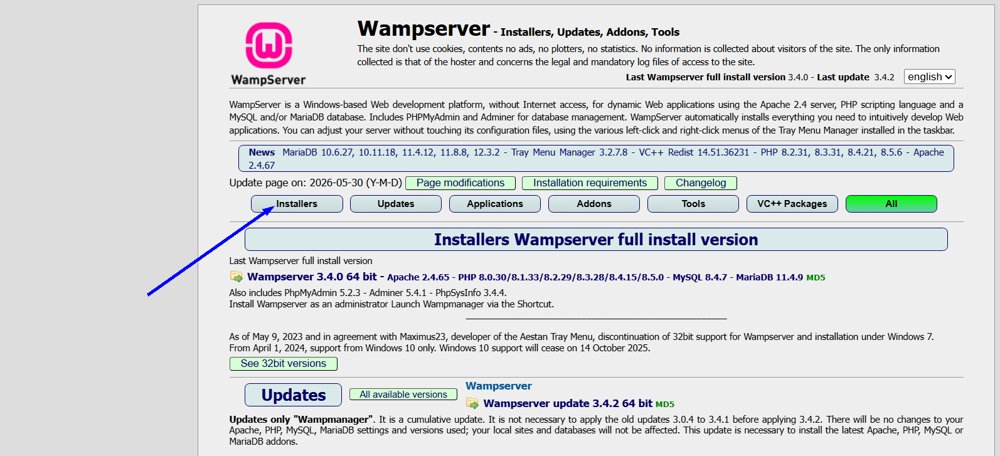 Wampserver - Installers, Updates, Addons, Tools
The site don't use cookies, contents no ads, no plotters, no statistics. No information is collected about visitors of the site. The only information
collected is that of the hoster and concerns the legal and mandatory log files of access to the site.
WampServer
Last Wampserver full install version 3.4.0 - Last update 3.4.2 english
WampServer is a Windows-based Web development platform, without Internet access, for dynamic Web applications using the Apache 2.4 server, PHP scripting language and a
MySQL and/or MariaDB database. Includes PHPMyAdmin and Adminer for database management. WampServer automatically installs everything you need to intuitively develop Web
applications. You can adjust your server without touching its configuration files, using the various left-click and right-click menus of the Tray Menu Manager installed in the taskbar.
News MariaDB 10.6.27, 10.11.18, 11.4.12, 11.8.8, 12.3.2 - Tray Menu Manager 3.2.7.8 - VC++ Redist 14.51.36231 - PHP 8.2.31, 8.3.31, 8.4.21, 8.5.6 - Apache
2.4.67
Update page on: 2026-05-30 (Y-M-D) Page modifications Installation requirements Changelog
Installers Updates Applications Addons Tools VC++ Packages All
Installers Wampserver full install version
Last Wampserver full install version
Wampserver 3.4.0 64 bit - Apache 2.4.65 - PHP 8.0.30/8.1.33/8.2.29/8.3.28/8.4.15/8.5.0 - MySQL 8.4.7 - MariaDB 11.4.9 MD5
Also includes PhpMyAdmin 5.2.3 - Adminer 5.4.1 - PhpSysInfo 3.4.4.
Install Wampserver as an administrator Launch Wampmanager via the Shortcut.
As of May 9, 2023 and in agreement with Maximus23, developer of the Aestan Tray Menu, discontinuation of 32bit support for Wampserver and installation under Windows 7.
From April 1, 2024, support from Windows 10 only. Windows 10 support will cease on 14 October 2025.
See 32bit versions
Updates All available versions Wampserver
Wampserver update 3.4.2 64 bit MD5
Updates only "Wampmanager". It is a cumulative update. It is not necessary to apply the old updates 3.0.4 to 3.4.1 before applying 3.4.2. There will be no changes to your
Apache, PHP, MySQL, MariaDB settings and versions used; your local sites and databases will not be affected. This update is necessary to install the latest Apache, PHP, MySQL or
MariaDB addons.